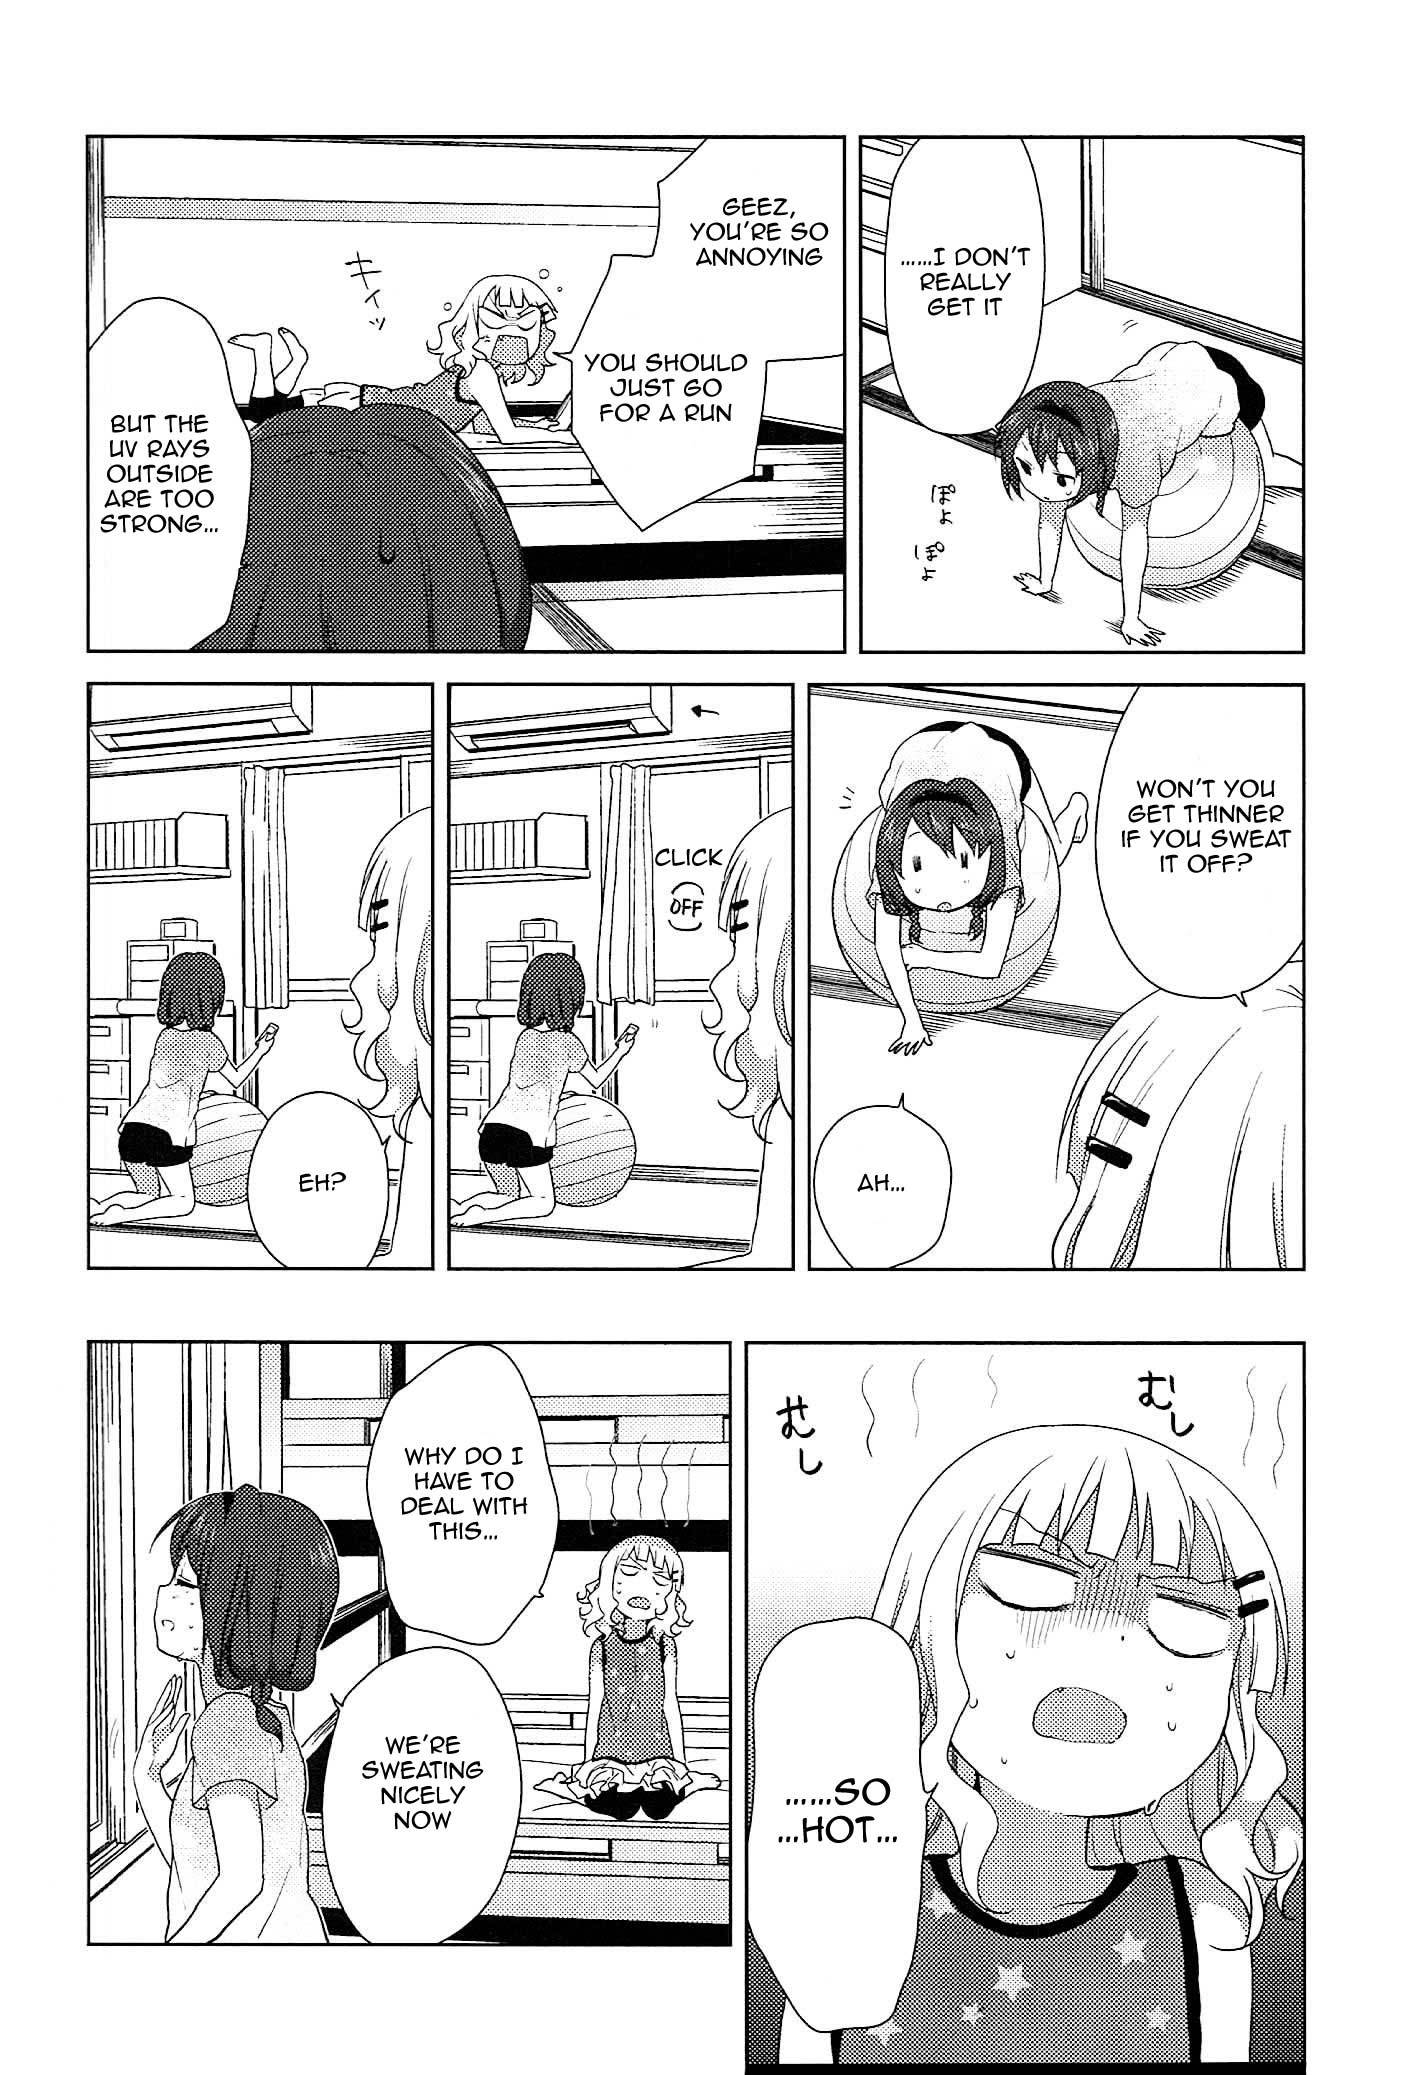 ......I DON'T
REALLY
GET IT
ぽよ
ぽよ
GEEZ,
YOU'RE SO
ANNOYING
YOU SHOULD
JUST GO
FOR A RUN
キィッ
BUT THE
UV RAYS
OUTSIDE
ARE TOO
STRONG...
WON'T YOU
GET THINNER
IF YOU SWEAT
IT OFF?
AH...
CLICK
OFF
EH?
むし
むし
......SO
...HOT...
WHY DO I
HAVE TO
DEAL WITH
THIS...
WE'RE
SWEATING
NICELY
NOW